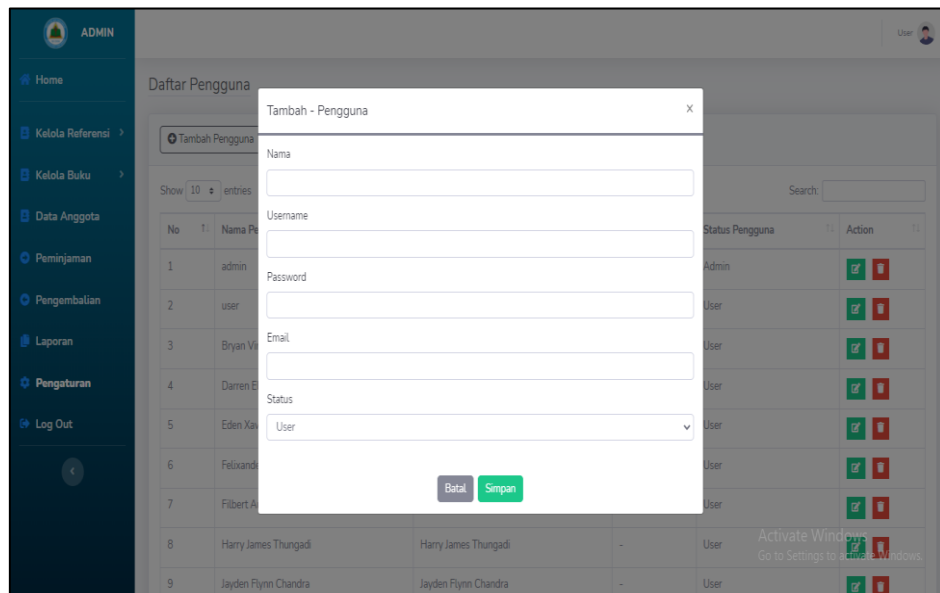 ADMIN
User
Home
Daftar Pengguna
Tambah - Pengguna
X
Kelola Referensi
Tambah Pengguna
Nama
Kelola Buku
Show 10 entries
Search:
Data Anggota
Username
No Nama Status Pengguna Action
Peminjaman
1 admin Admin
Password
Pengembalian
2 user User
Laporan
3 Bryan User
Email
Pengaturan
4 Darren User
Status
User
Log Out
5 Eden User
6 User
Batal Simpan
7 Filbert User
Activate Windows
Go to Settings to activate Windows.
8 Harry James Thungadi Harry James Thungadi - User
9 Jayden Flynn Chandra Jayden Flynn Chandra - User